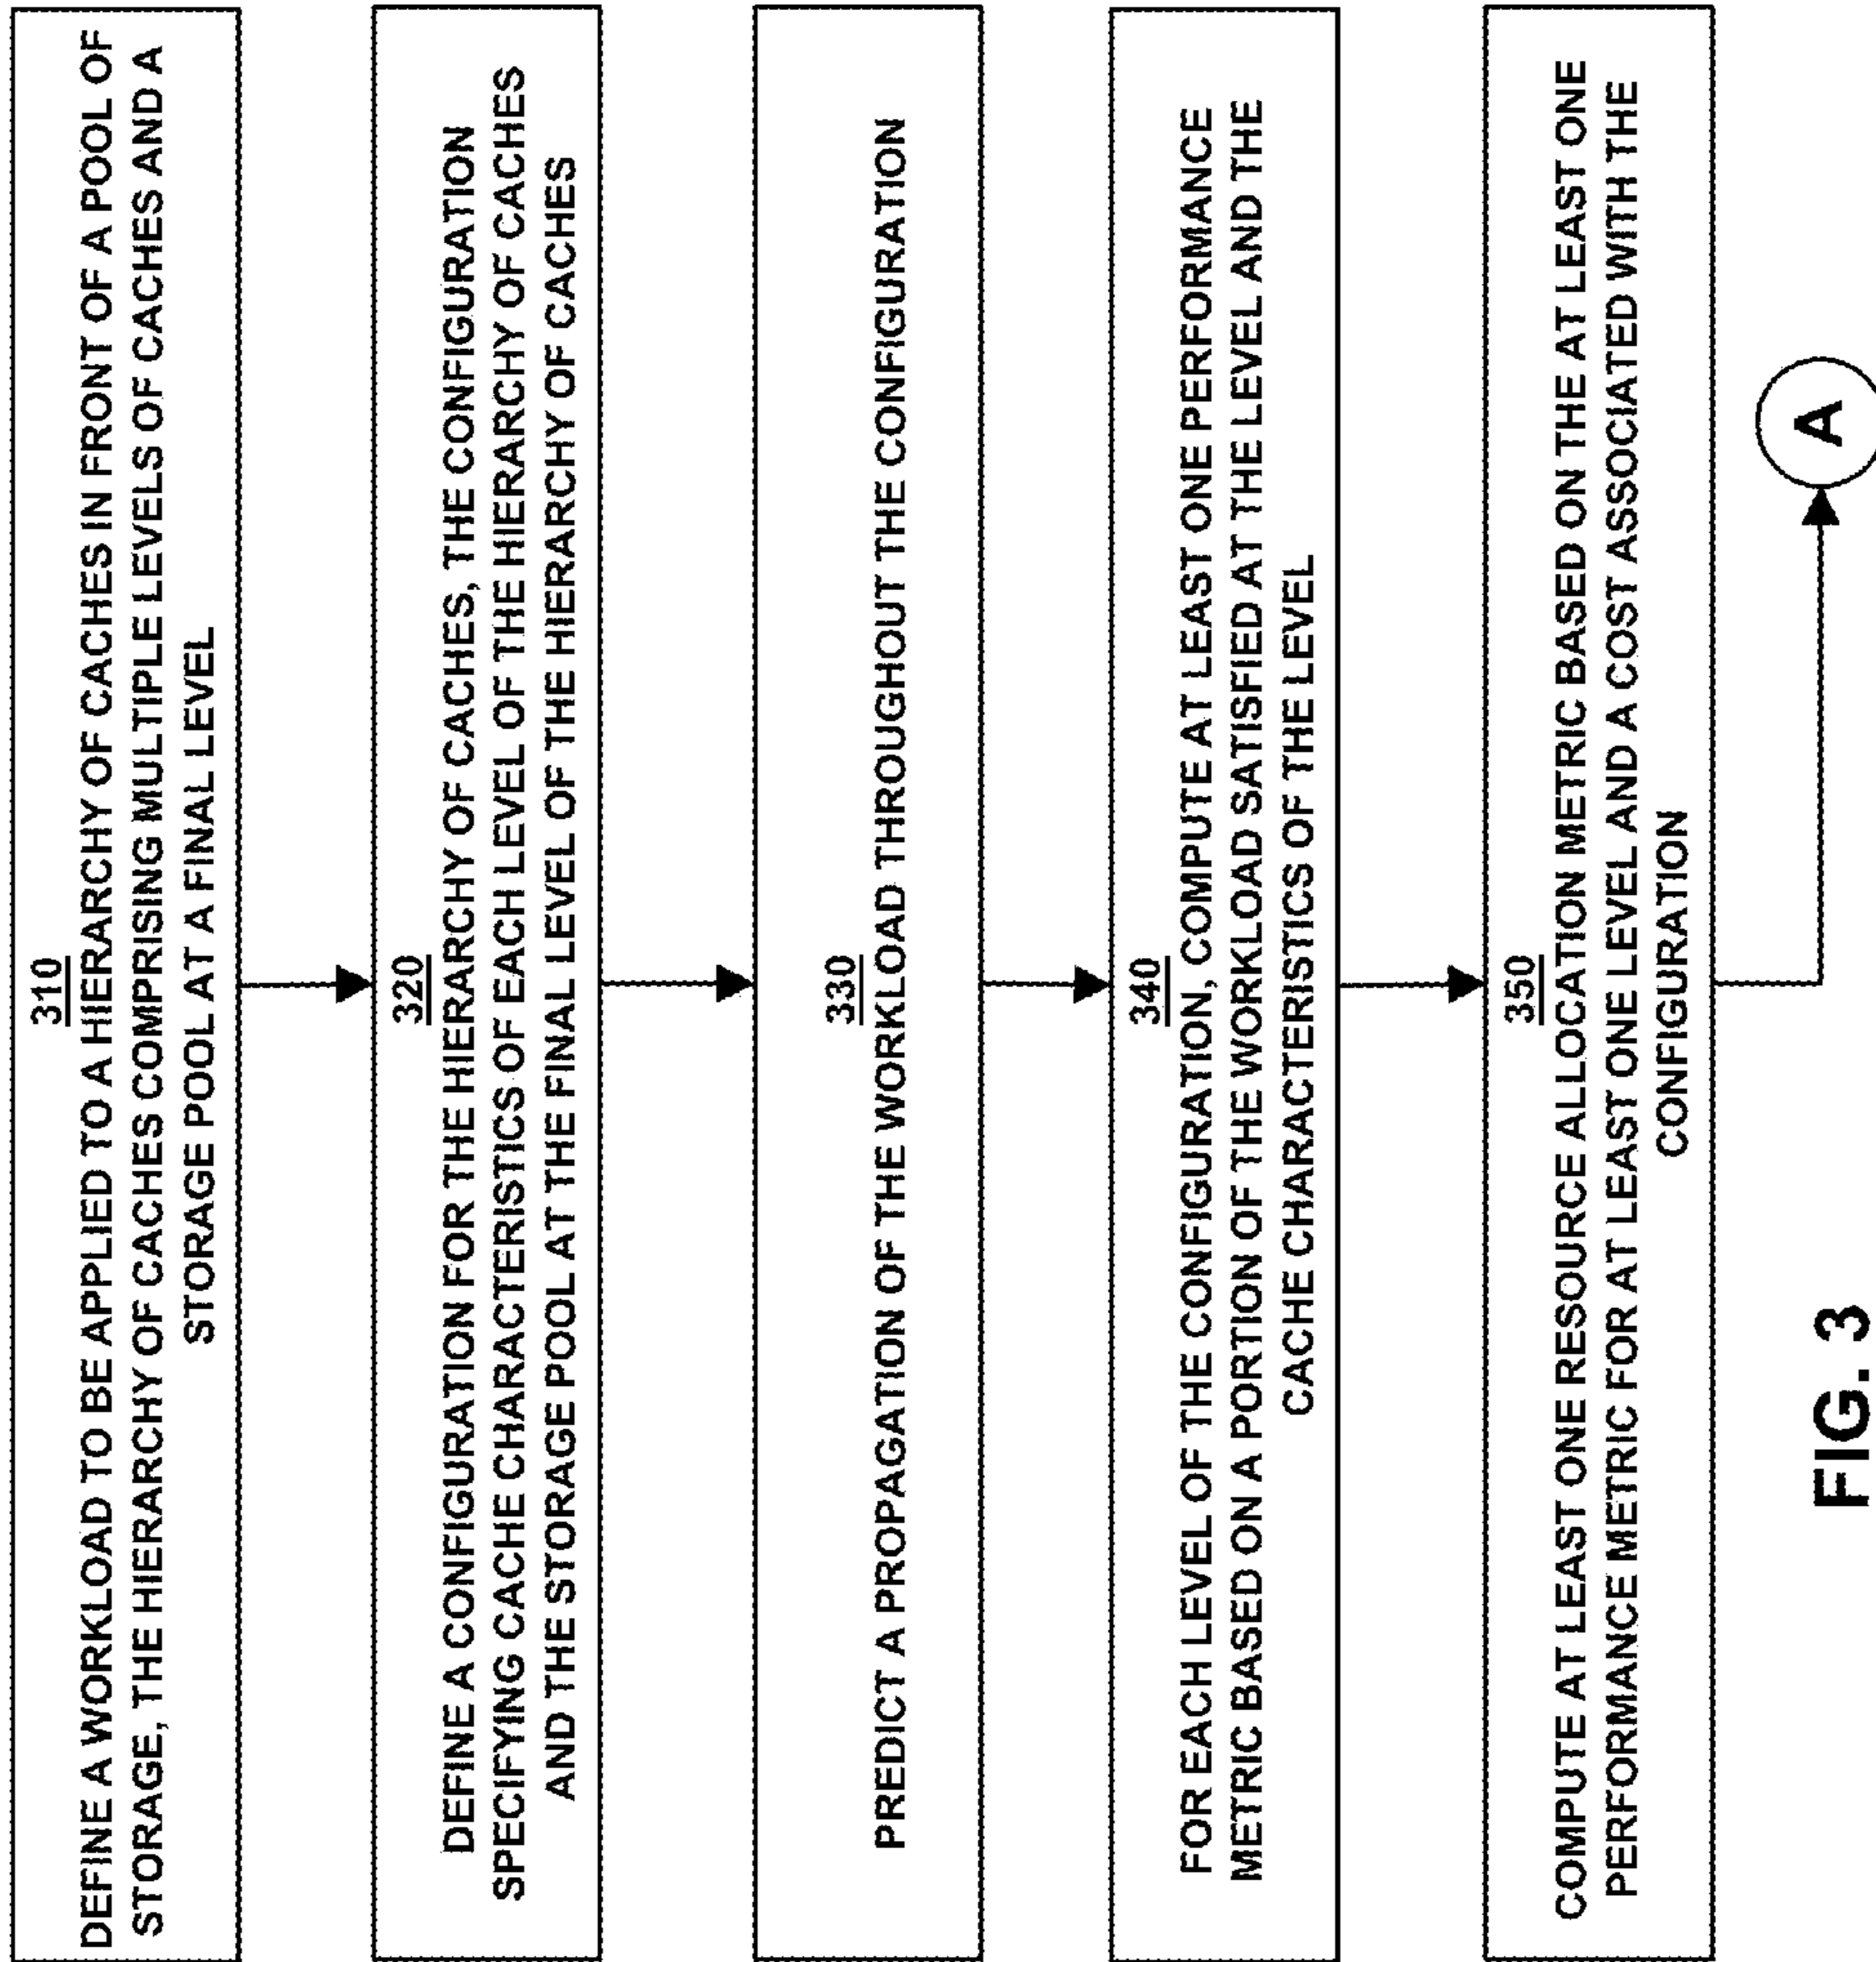 310
DEFINE A WORKLOAD TO BE APPLIED TO A HIERARCHY OF CACHES IN FRONT OF A POOL OF
STORAGE, THE HIERARCHY OF CACHES COMPRISING MULTIPLE LEVELS OF CACHES AND A
STORAGE POOL AT A FINAL LEVEL
320
DEFINE A CONFIGURATION FOR THE HIERARCHY OF CACHES, THE CONFIGURATION
SPECIFYING CACHE CHARACTERISTICS OF EACH LEVEL OF THE HIERARCHY OF CACHES
AND THE STORAGE POOL AT THE FINAL LEVEL OF THE HIERARCHY OF CACHES
330
PREDICT A PROPAGATION OF THE WORKLOAD THROUGHOUT THE CONFIGURATION
340
FOR EACH LEVEL OF THE CONFIGURATION, COMPUTE AT LEAST ONE PERFORMANCE
METRIC BASED ON A PORTION OF THE WORKLOAD SATISFIED AT THE LEVEL AND THE
CACHE CHARACTERISTICS OF THE LEVEL
350
COMPUTE AT LEAST ONE RESOURCE ALLOCATION METRIC BASED ON THE AT LEAST ONE
PERFORMANCE METRIC FOR AT LEAST ONE LEVEL AND A COST ASSOCIATED WITH THE
CONFIGURATION
A
FIG. 3